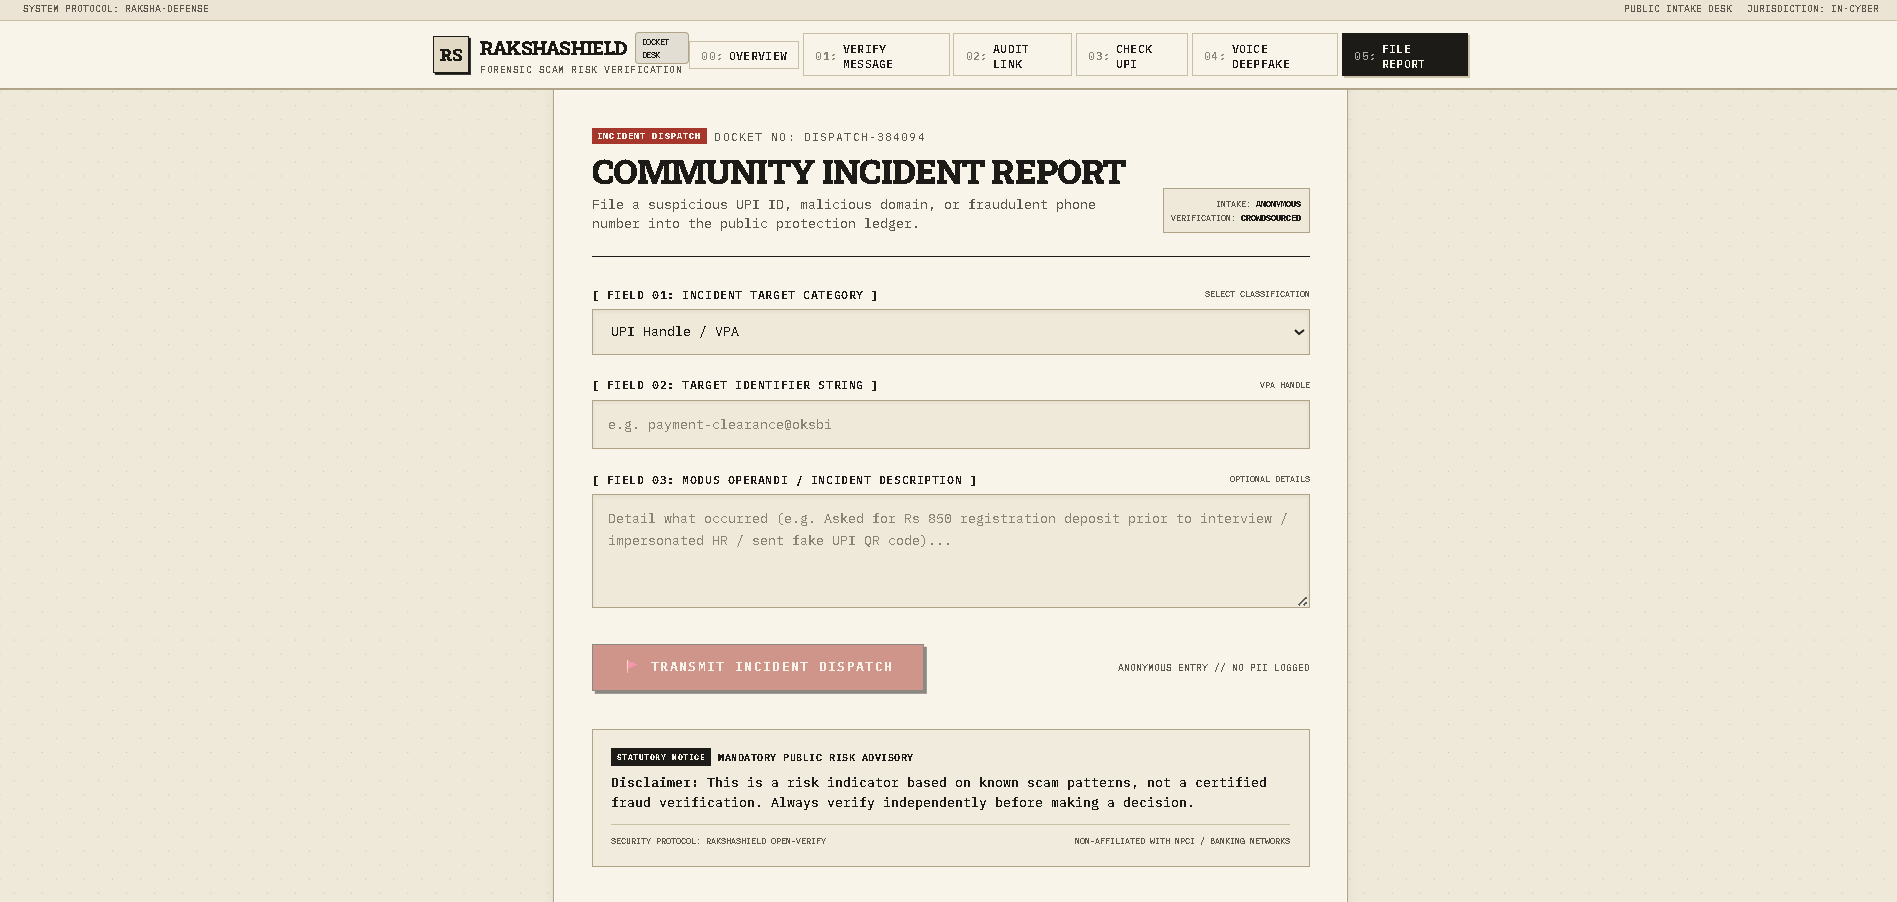 SYSTEM PROTOCOL: RAKSHA-DEFENSE
PUBLIC INTAKE DESK
JURISDICTION: IN-CYBER
RS
RAKSHASHIELD
DOCKET
DESK
FORENSIC SCAM RISK VERIFICATION
00: OVERVIEW
01: VERIFY
MESSAGE
02: AUDIT
LINK
03: CHECK
UPI
04: VOICE
DEEPFAKE
05: FILE
REPORT
INCIDENT DISPATCH
DOCKET NO: DISPATCH-384094
COMMUNITY INCIDENT REPORT
File a suspicious UPI ID, malicious domain, or fraudulent phone
number into the public protection ledger.
INTAKE: ANONYMOUS
VERIFICATION: CROWDSOURCED
[ FIELD 01: INCIDENT TARGET CATEGORY ]
SELECT CLASSIFICATION
UPI Handle / VPA
[ FIELD 02: TARGET IDENTIFIER STRING ]
VPA HANDLE
e.g. payment-clearance@oksbi
[ FIELD 03: MODUS OPERANDI / INCIDENT DESCRIPTION ]
OPTIONAL DETAILS
Detail what occurred (e.g. Asked for Rs 850 registration deposit prior to interview /
impersonated HR / sent fake UPI QR code)...
TRANSMIT INCIDENT DISPATCH
ANONYMOUS ENTRY // NO PII LOGGED
STATUTORY NOTICE
MANDATORY PUBLIC RISK ADVISORY
Disclaimer: This is a risk indicator based on known scam patterns, not a certified
fraud verification. Always verify independently before making a decision.
SECURITY PROTOCOL: RAKSHASHIELD OPEN-VERIFY
NON-AFFILIATED WITH NPCI / BANKING NETWORKS